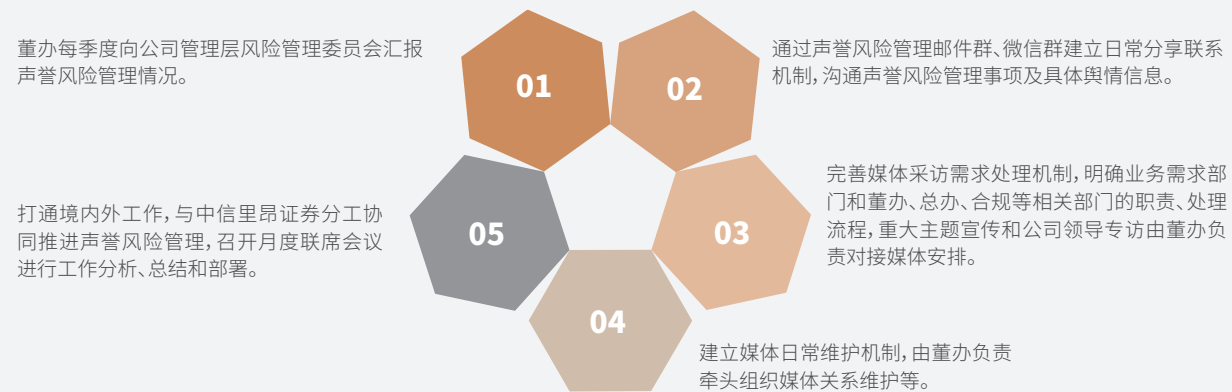 01
董办每季度向公司管理层风险管理委员会汇报
声誉风险管理情况。
02
通过声誉风险管理邮件群、微信群建立日常分享联系
机制，沟通声誉风险管理事项及具体舆情信息。
03
完善媒体采访需求处理机制，明确业务需求部
门和董办、总办、合规等相关部门的职责、处理
流程，重大主题宣传和公司领导专访由董办负
责对接媒体安排。
04
建立媒体日常维护机制，由董办负责
牵头组织媒体关系维护等。
05
打通境内外工作，与中信里昂证券分工协
同推进声誉风险管理，召开月度联席会议
进行工作分析、总结和部署。